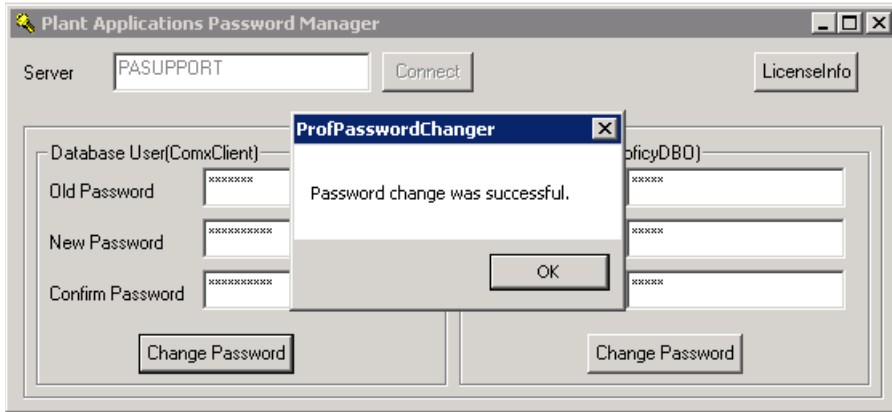 Plant Applications Password Manager
Server PASUPPORT Connect LicenseInfo
ProfPasswordChanger
Database User(ComxClient) oficyDBO)
Old Password ******* *****
Password change was successful.
New Password ********** *****
OK
Confirm Password ********** *****
Change Password Change Password